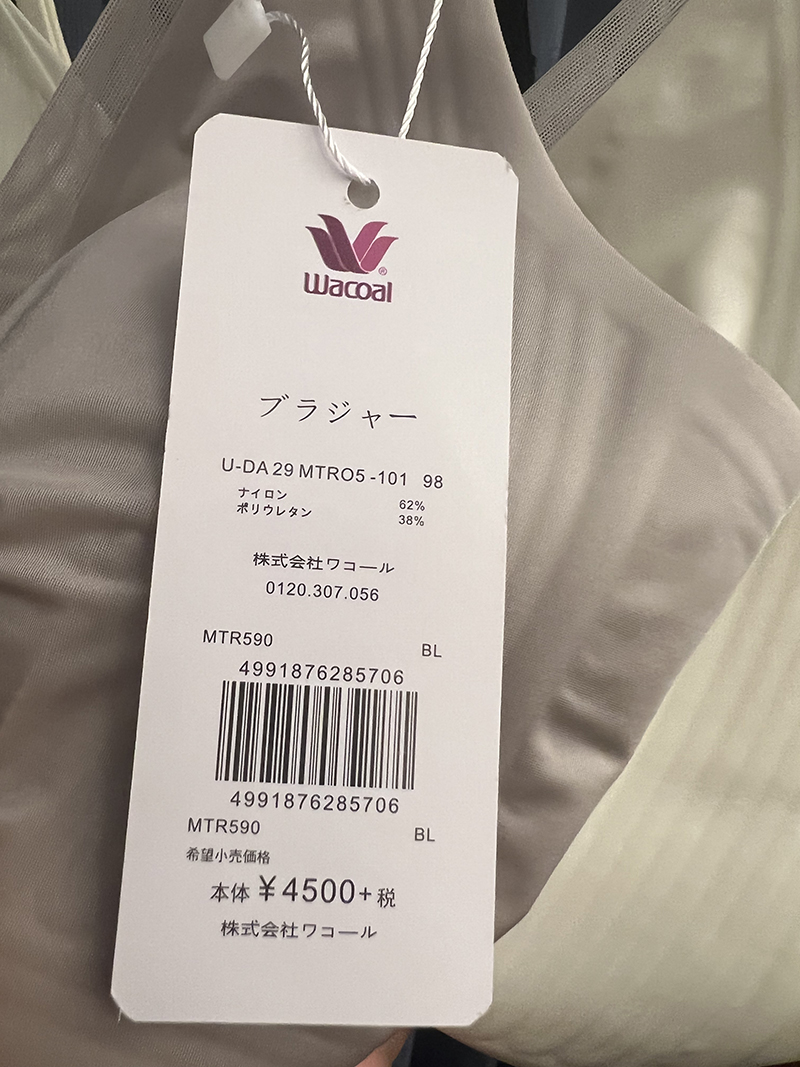 Wacoal®
ブラジャー
U-DA 29 MTRO5 -101 98
ナイロン 62%
ポリウレタン 38%
株式会社ワコール
0120.307.056
MTR590 BL
4991876285706
4991876285706
MTR590 BL
希望小売価格
本体 ¥4500+税
株式会社ワコール